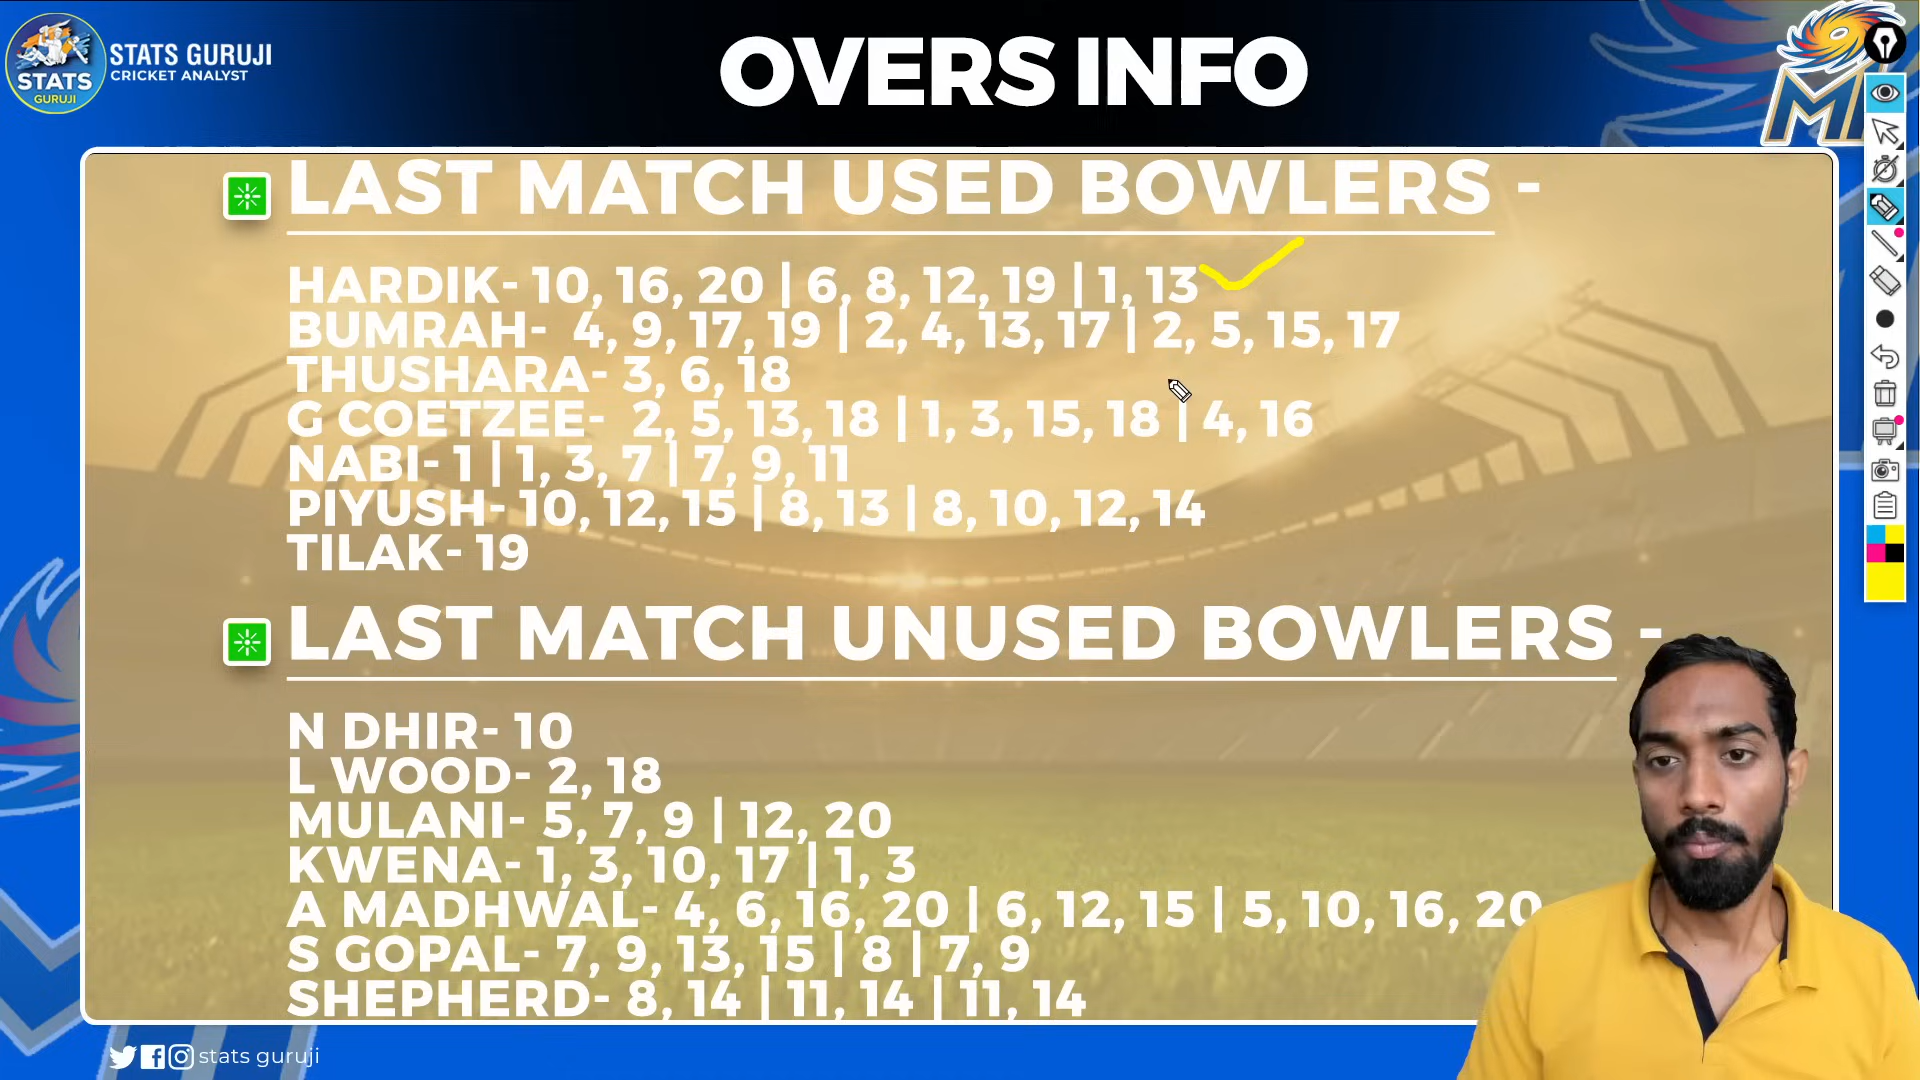 STATS GURUJI
CRICKET ANALYST
STATS
GURUJI
OVERS INFO
MI
LAST MATCH USED BOWLERS -
HARDIK- 10, 16, 20 | 6, 8, 12, 19 | 1, 13
BUMRAH- 4, 9, 17, 19 | 2, 4, 13, 17 | 2, 5, 15, 17
THUSHARA- 3, 6, 18
G COETZEE- 2, 5, 13, 18 | 1, 3, 15, 18 | 4, 16
NABI- 1 | 1, 3, 7 | 7, 9, 11
PIYUSH- 10, 12, 15 | 8, 13 | 8, 10, 12, 14
TILAK- 19
LAST MATCH UNUSED BOWLERS -
N DHIR- 10
L WOOD- 2, 18
MULANI- 5, 7, 9 | 12, 20
KWENA- 1, 3, 10, 17 | 1, 3
A MADHWAL- 4, 6, 16, 20 | 6, 12, 15 | 5, 10, 16, 20
S GOPAL- 7, 9, 13, 15 | 8 | 7, 9
SHEPHERD- 8, 14 | 11, 14 | 11, 14
stats guruji